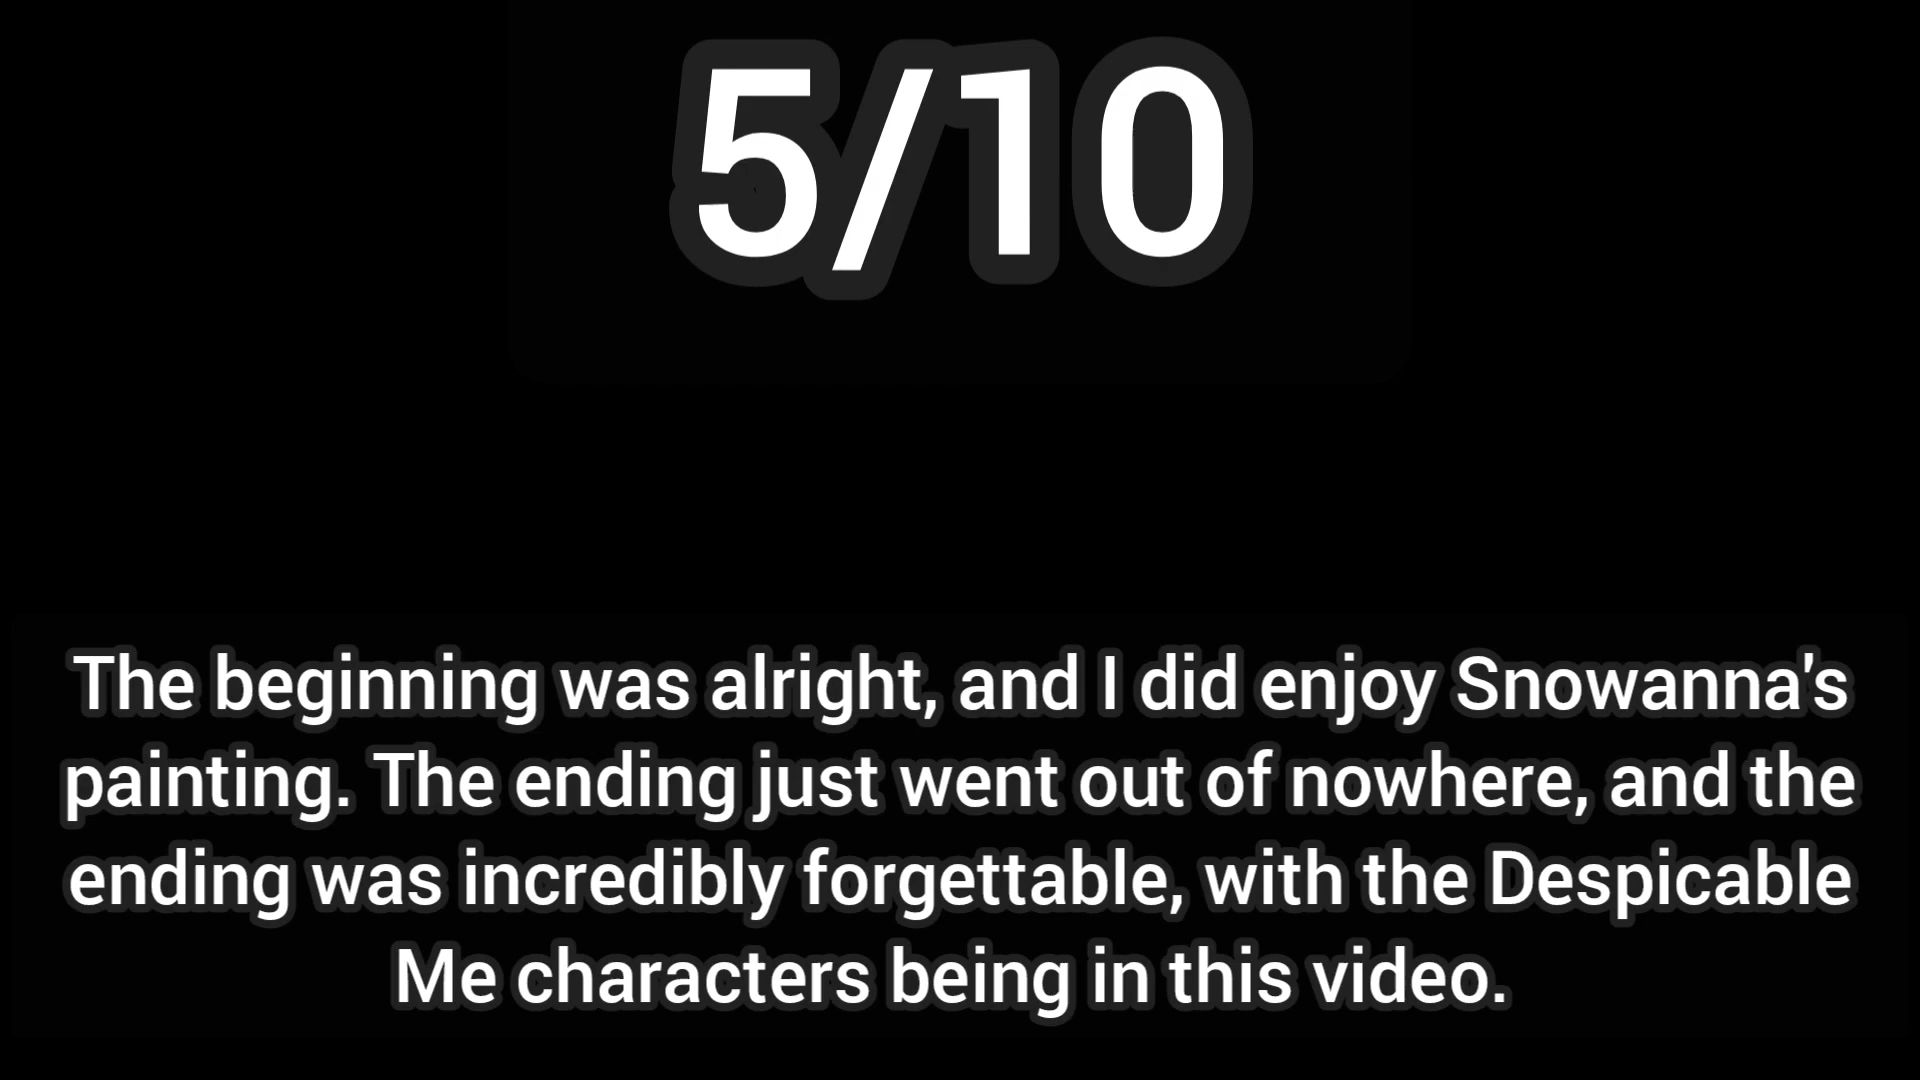 5/10
The beginning was alright, and I did enjoy Snowanna's
painting. The ending just went out of nowhere, and the
ending was incredibly forgettable, with the Despicable
Me characters being in this video.